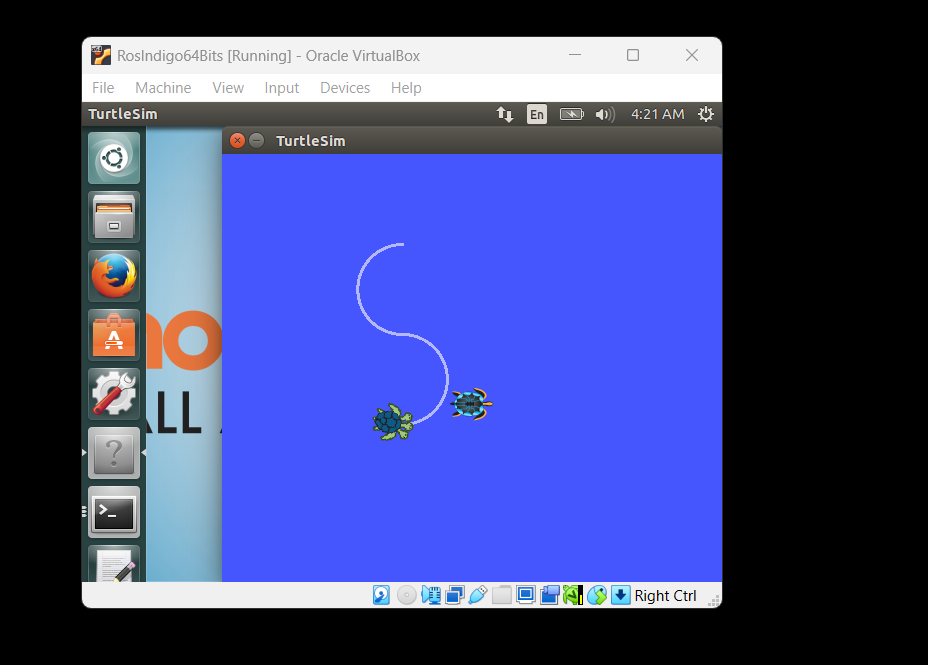 RosIndigo64Bits [Running] - Oracle VirtualBox
File Machine View Input Devices Help
TurtleSim En 4:21 AM
TurtleSim
no
ALL A
Right Ctrl